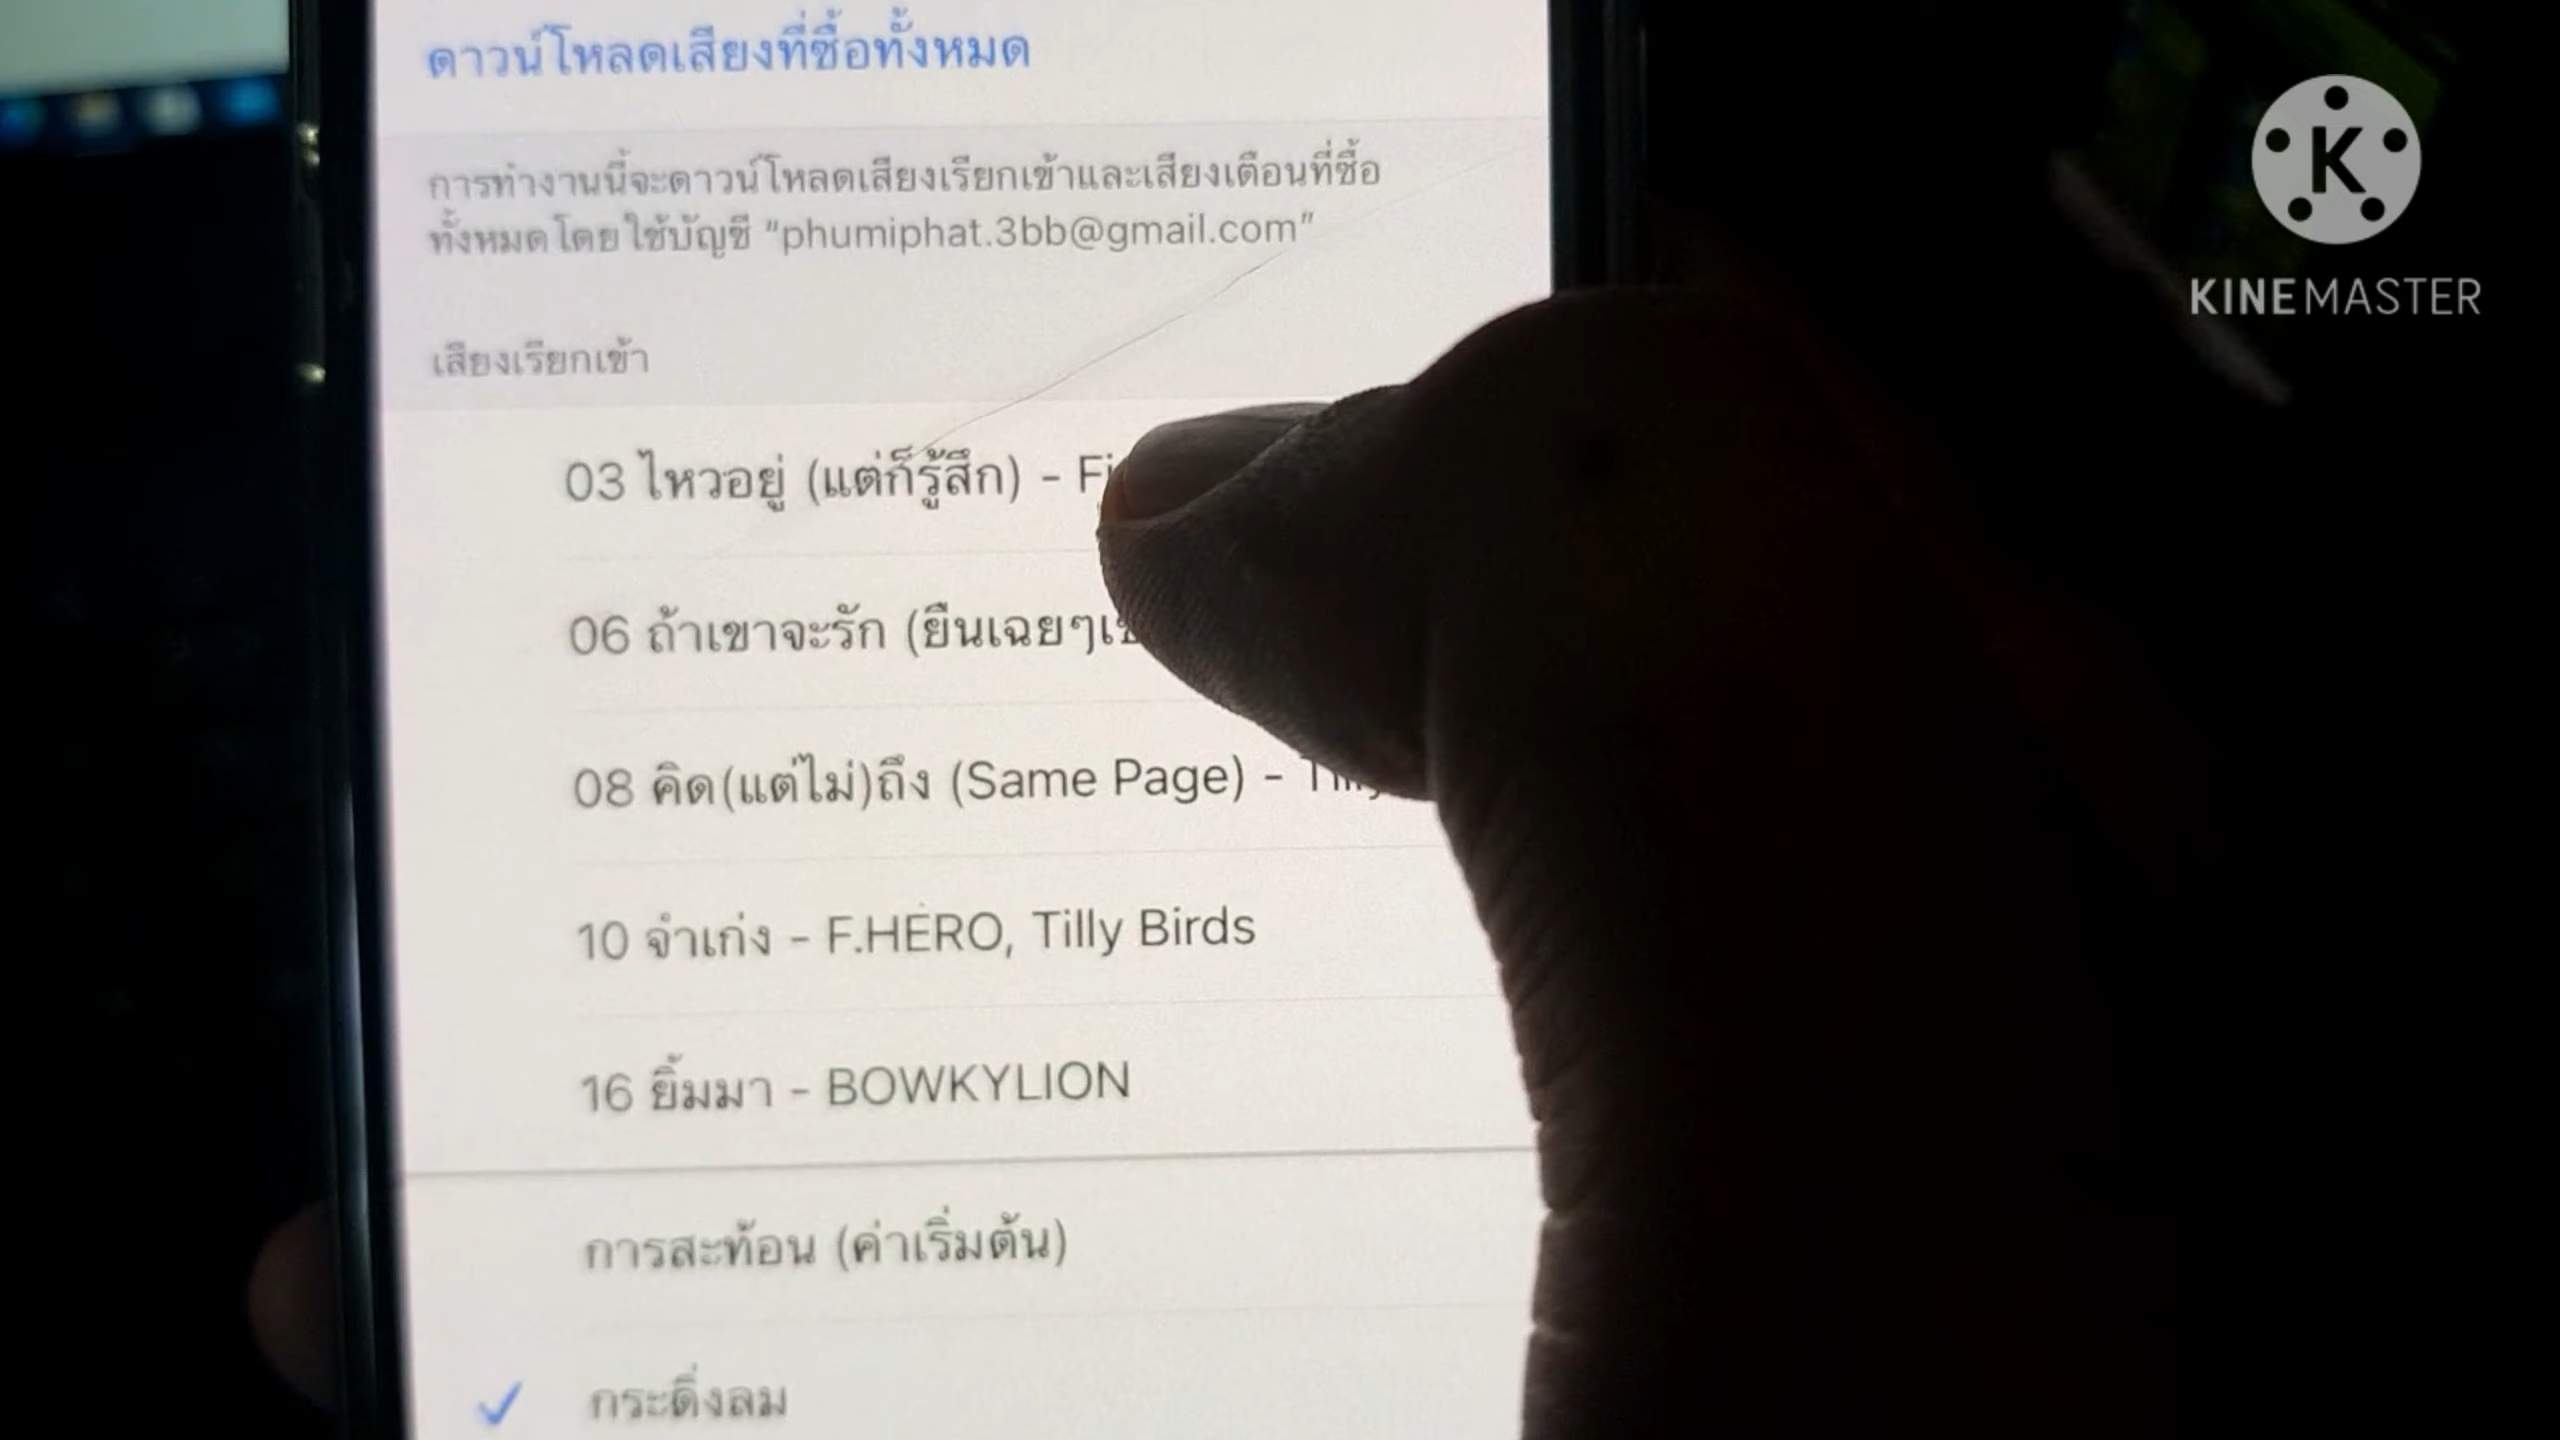 ดาวน์โหลดเสียงที่ซื้อทั้งหมด
การทำงานนี้จะดาวน์โหลดเสียงเรียกเข้าและเสียงเตือนที่ซื้อ
ทั้งหมดโดยใช้บัญชี “phumiphat.3bb@gmail.com”
เสียงเรียกเข้า
03 ไหวอยู่ (แต่ก็รู้สึก) -
06 ถ้าเขาจะรัก
08 คิด(แต่ไม่)ถึง (Same Page) -
10 จำเก่ง - F.HERO, Tilly Birds
16 ยิ้มมา - BOWKYLION
การสะท้อน (ค่าเริ่มต้น)
กระดิ่งลม
K
KINEMASTER